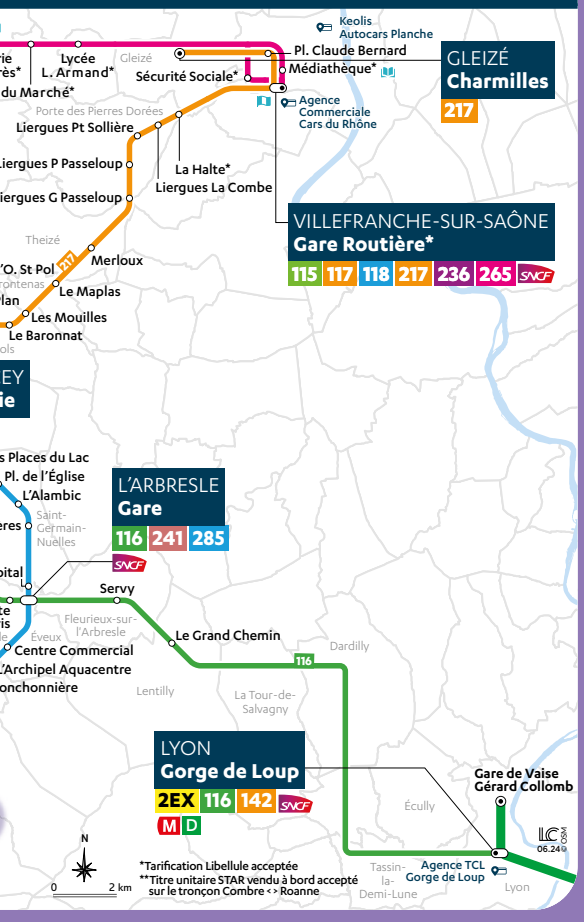 Keolis
Autocars Planche
Lycée
L. Armand*
Gleizé
Pl. Claude Bernard
GLEIZÉ
Charmilles
217
Sécurité Sociale*
Médiathèque*
du Marché*
Agence
Commerciale
Cars du Rhône
Porte des Pierres Dorées
Liergues Pt Sollière
Liergues P Passeloup
La Halte*
Liergues La Combe
Liergues G Passeloup
VILLEFRANCHE-SUR-SAÔNE
Gare Routière*
115 117 118 217 236 265 SNCF
Theizé
Merloux
217
'O. St Pol
Le Maplas
Les Mouilles
Le Baronnat
s Places du Lac
Pl. de l'Église
L'Alambic
Saint-
Germain-
Nuelles
L'ARBRESLE
Gare
116 241 285
SNCF
Servy
Fleurieux-sur-
l'Arbresle
Éveux
Centre Commercial
L'Archipel Aquacentre
onchonnière
Le Grand Chemin
116
Dardilly
Lentilly
La Tour-de-
Salvagny
LYON
Gorge de Loup
2EX 116 142 SNCF
M D
Gare de Vaise
Gérard Collomb
Écully
LC
06.24 © OSM
N
0 2 km
*Tarification Libellule acceptée
**Titre unitaire STAR vendu à bord accepté
sur le tronçon Combre <> Roanne
Tassin-
la-
Demi-Lune
Agence TCL
Gorge de Loup
Lyon